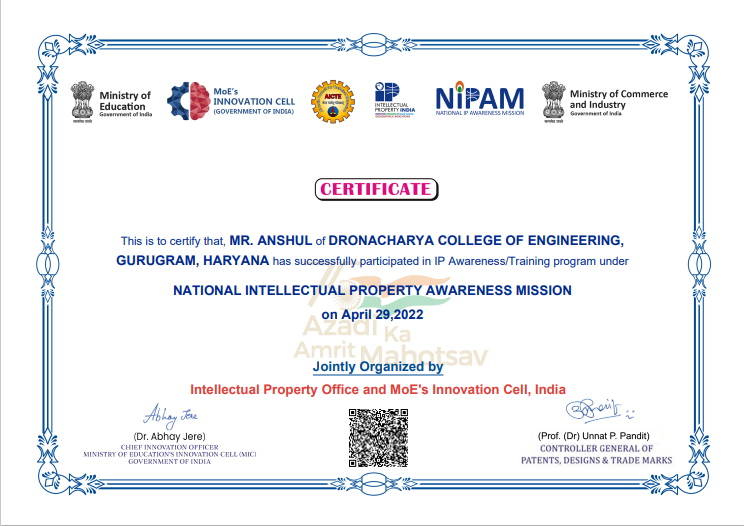 Ministry of
Education
Government of India
MoE's
INNOVATION CELL
(GOVERNMENT OF INDIA)
AICTE
INTELLECTUAL
PROPERTY INDIA
NiPAM
NATIONAL IP AWARENESS MISSION
Ministry of Commerce
and Industry
Government of India
CERTIFICATE
This is to certify that, MR. ANSHUL of DRONACHARYA COLLEGE OF ENGINEERING,
GURUGRAM, HARYANA has successfully participated in IP Awareness/Training program under
NATIONAL INTELLECTUAL PROPERTY AWARENESS MISSION
on April 29,2022
Azadi Ka
Amrit Mahotsav
Jointly Organized by
Intellectual Property Office and MoE's Innovation Cell, India
Abhay Jere
(Dr. Abhay Jere)
CHIEF INNOVATION OFFICER
MINISTRY OF EDUCATION'S INNOVATION CELL (MIC)
GOVERNMENT OF INDIA
(Prof. (Dr) Unnat P. Pandit)
CONTROLLER GENERAL OF
PATENTS, DESIGNS & TRADE MARKS